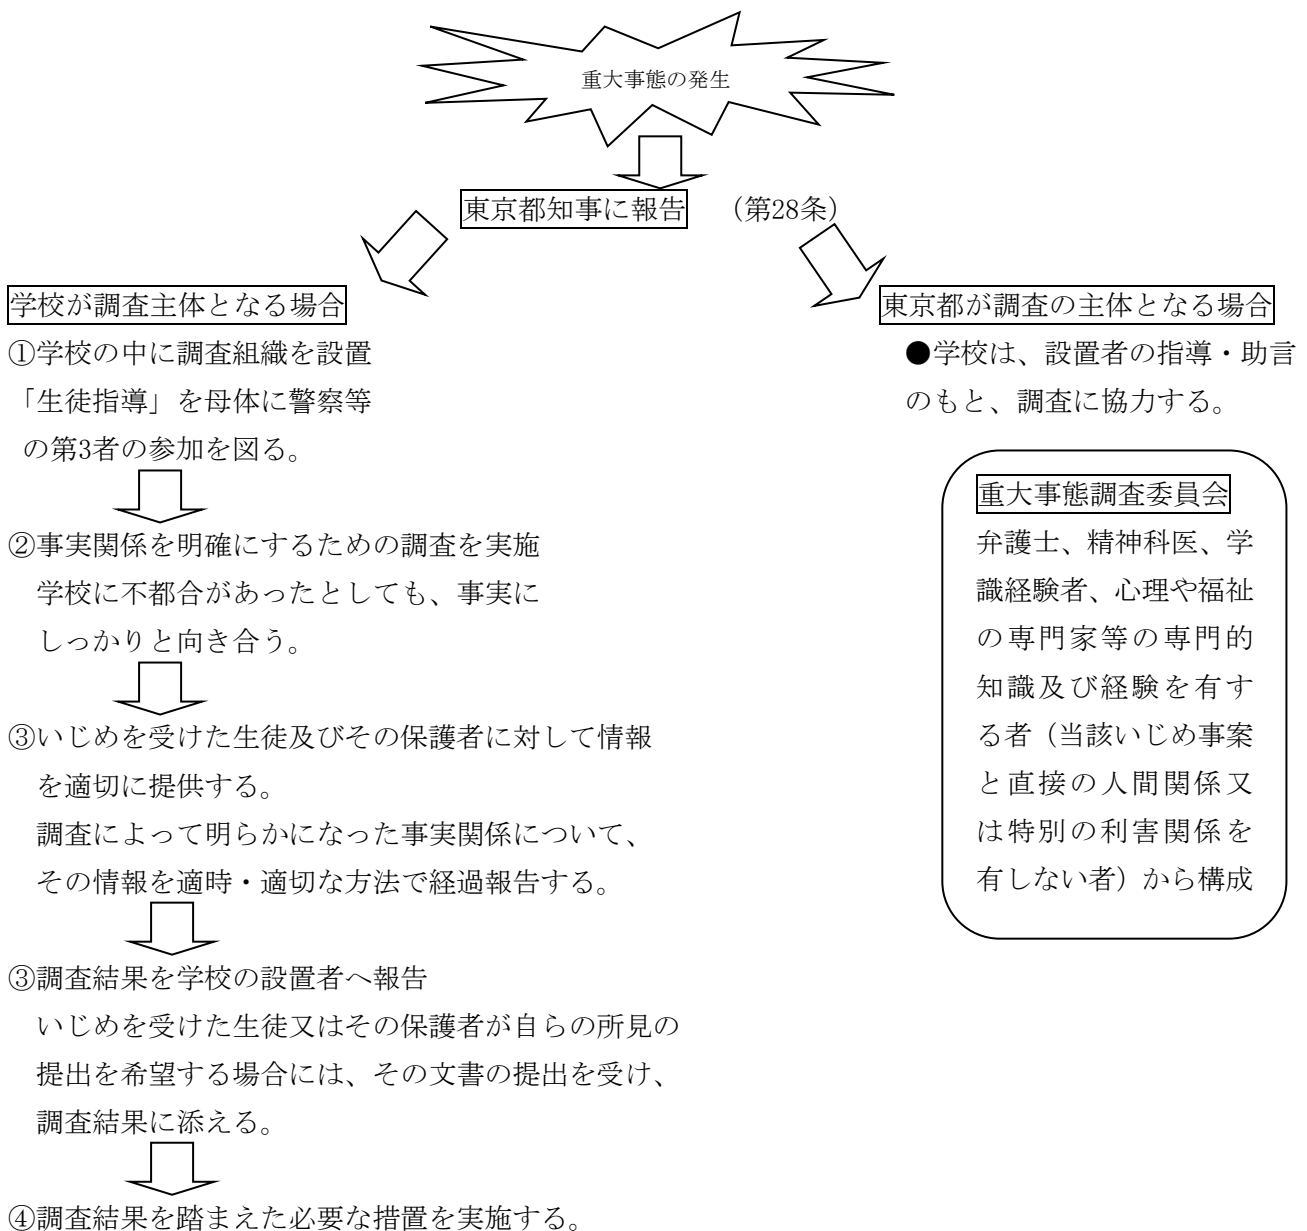 重大事態の発生
東京都知事に報告 （第28条）
学校が調査主体となる場合
①学校の中に調査組織を設置
「生徒指導」を母体に警察等
の第3者の参加を図る。
②事実関係を明確にするための調査を実施
学校に不都合があったとしても、事実に
しっかりと向き合う。
③いじめを受けた生徒及びその保護者に対して情報
を適切に提供する。
調査によって明らかになった事実関係について、
その情報を適時・適切な方法で経過報告する。
③調査結果を学校の設置者へ報告
いじめを受けた生徒又はその保護者が自らの所見の
提出を希望する場合には、その文書の提出を受け、
調査結果に添える。
④調査結果を踏まえた必要な措置を実施する。
東京都が調査の主体となる場合
●学校は、設置者の指導・助言
のもと、調査に協力する。
重大事態調査委員会
弁護士、精神科医、学
識経験者、心理や福祉
の専門家等の専門的
知識及び経験を有す
る者（当該いじめ事案
と直接の人間関係又
は特別の利害関係を
有しない者）から構成